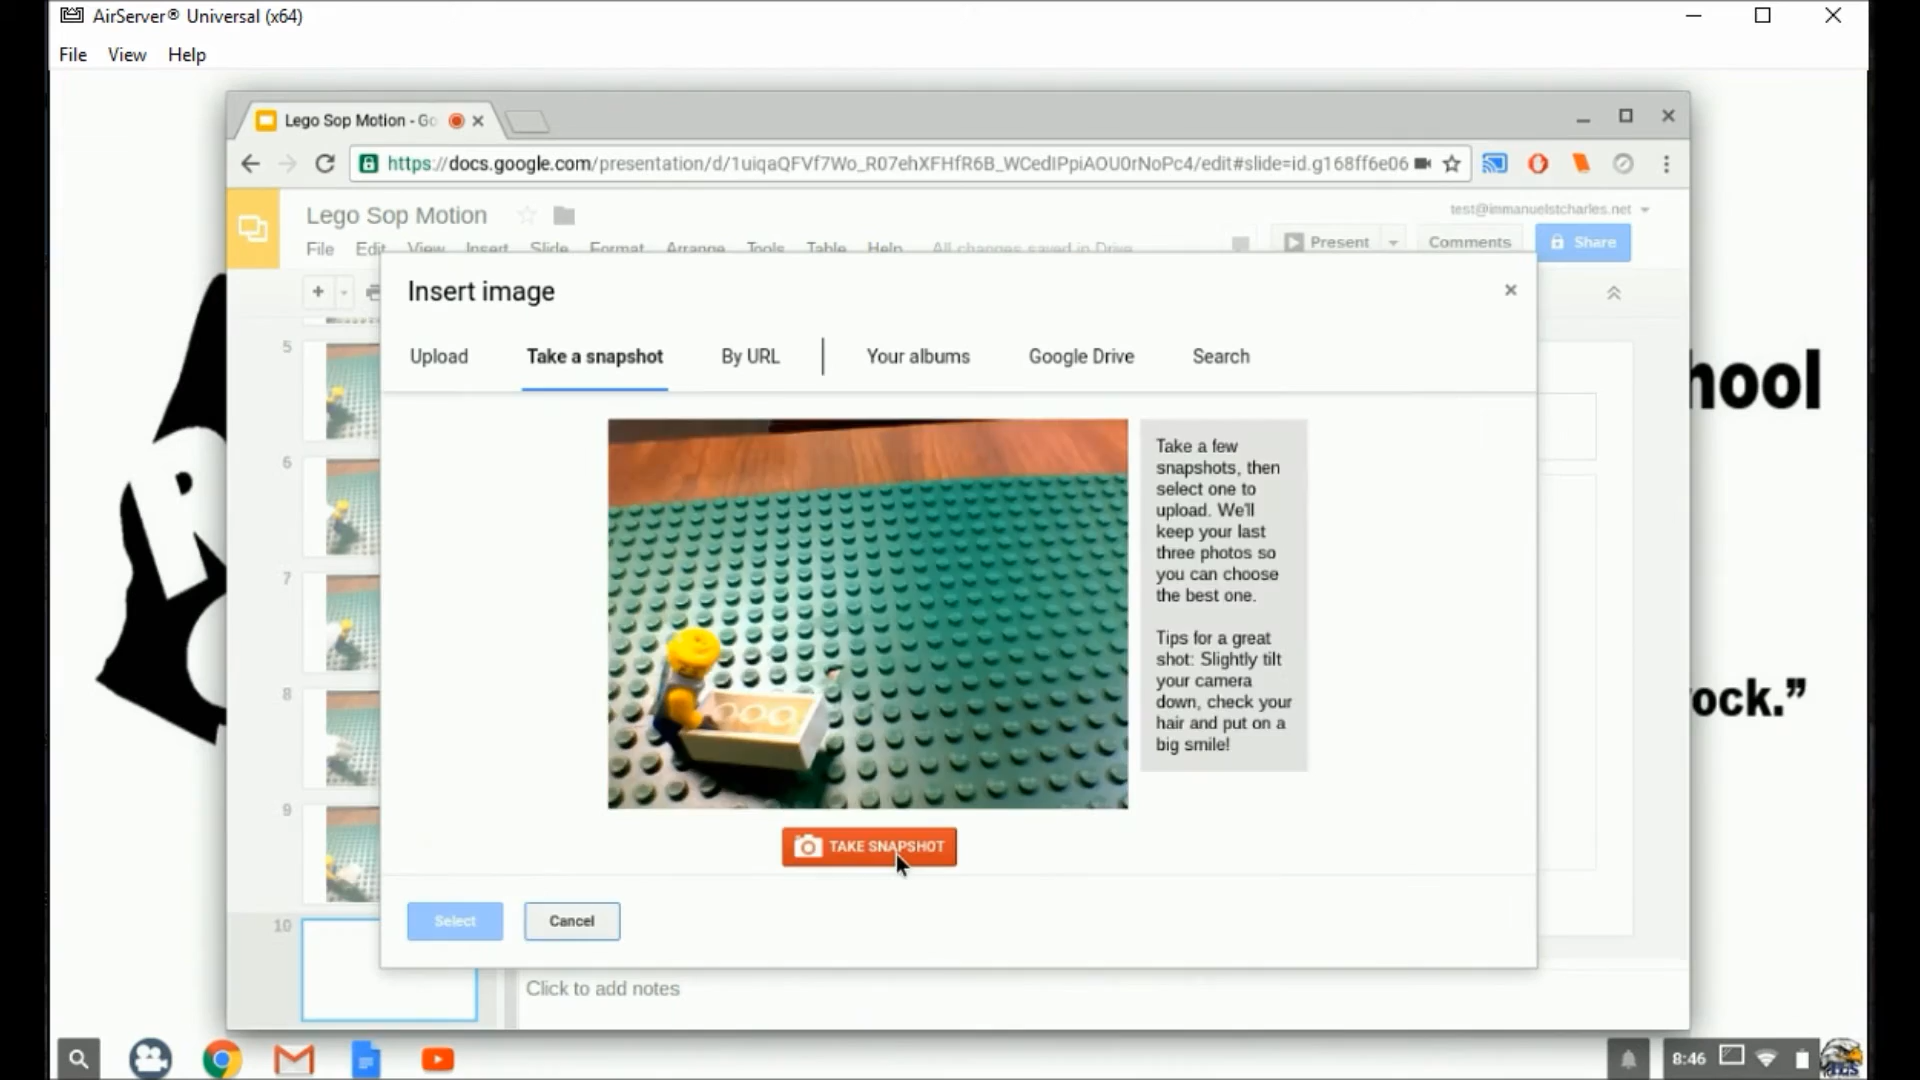 AirServer® Universal (x64)
File View Help
Lego Sop Motion - Go
https://docs.google.com/presentation/d/1uiqaQFVf7Wo_R07ehXFHfR6B_WCedIPpiAOU0rNoPc4/edit#slide=id.g168ff6e06
Lego Sop Motion
test@immanuelstcharles.net
File Edit View Insert Slide Format Arrange Tools Table Help All changes saved in Drive
Present Comments Share
Insert image
Upload Take a snapshot By URL Your albums Google Drive Search
hool
ock.”
Take a few
snapshots, then
select one to
upload. We'll
keep your last
three photos so
you can choose
the best one.
Tips for a great
shot: Slightly tilt
your camera
down, check your
hair and put on a
big smile!
5
6
7
8
9
10
TAKE SNAPSHOT
Select Cancel
Click to add notes
8:46